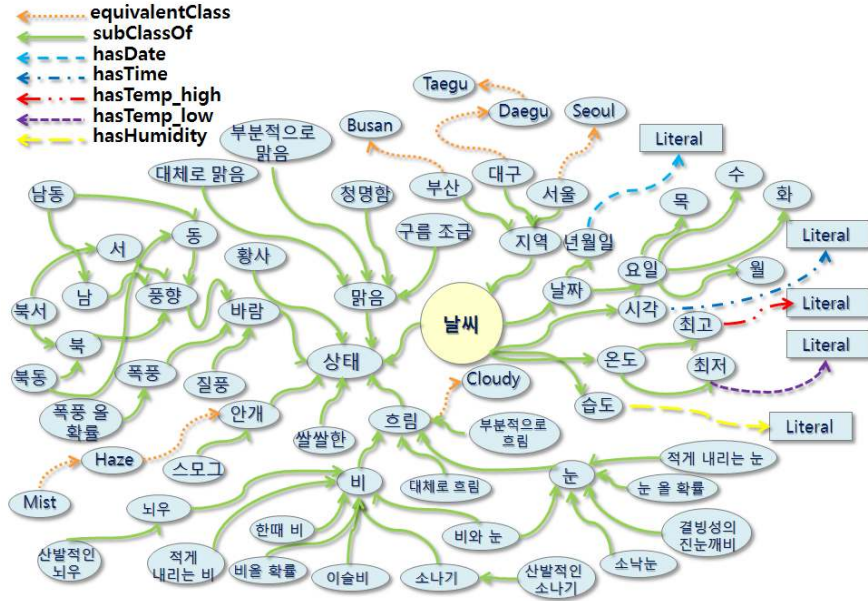 equivalentClass
subClassOf
hasDate
hasTime
hasTemp_high
hasTemp_low
hasHumidity
Taegu
Daegu
Seoul
Busan
부분적으로
맑음
대체로 맑음
청명함
부산
대구
서울
Literal
수
화
목
남동
동
서
황사
구름 조금
지역
년월일
요일
월
Literal
남
풍향
바람
맑음
날씨
날짜
시각
최고
Literal
북서
북
상태
온도
최저
Literal
북동
폭풍
질풍
Cloudy
습도
폭풍 올
확률
안개
쌀쌀한
흐림
부분적으로
흐림
Literal
Haze
스모그
Mist
뇌우
비
대체로 흐림
눈
적게 내리는 눈
눈 올 확률
산발적인
뇌우
적게
내리는 비
한때 비
비올 확률
이슬비
소나기
비와 눈
산발적인
소나기
소낙눈
결빙성의
진눈깨비